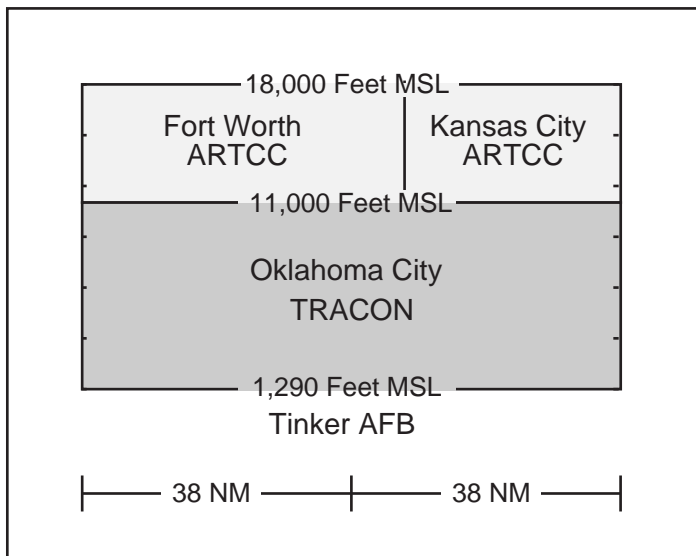 18,000 Feet MSL
Fort Worth
ARTCC
Kansas City
ARTCC
11,000 Feet MSL
Oklahoma City
TRACON
1,290 Feet MSL
Tinker AFB
38 NM
38 NM